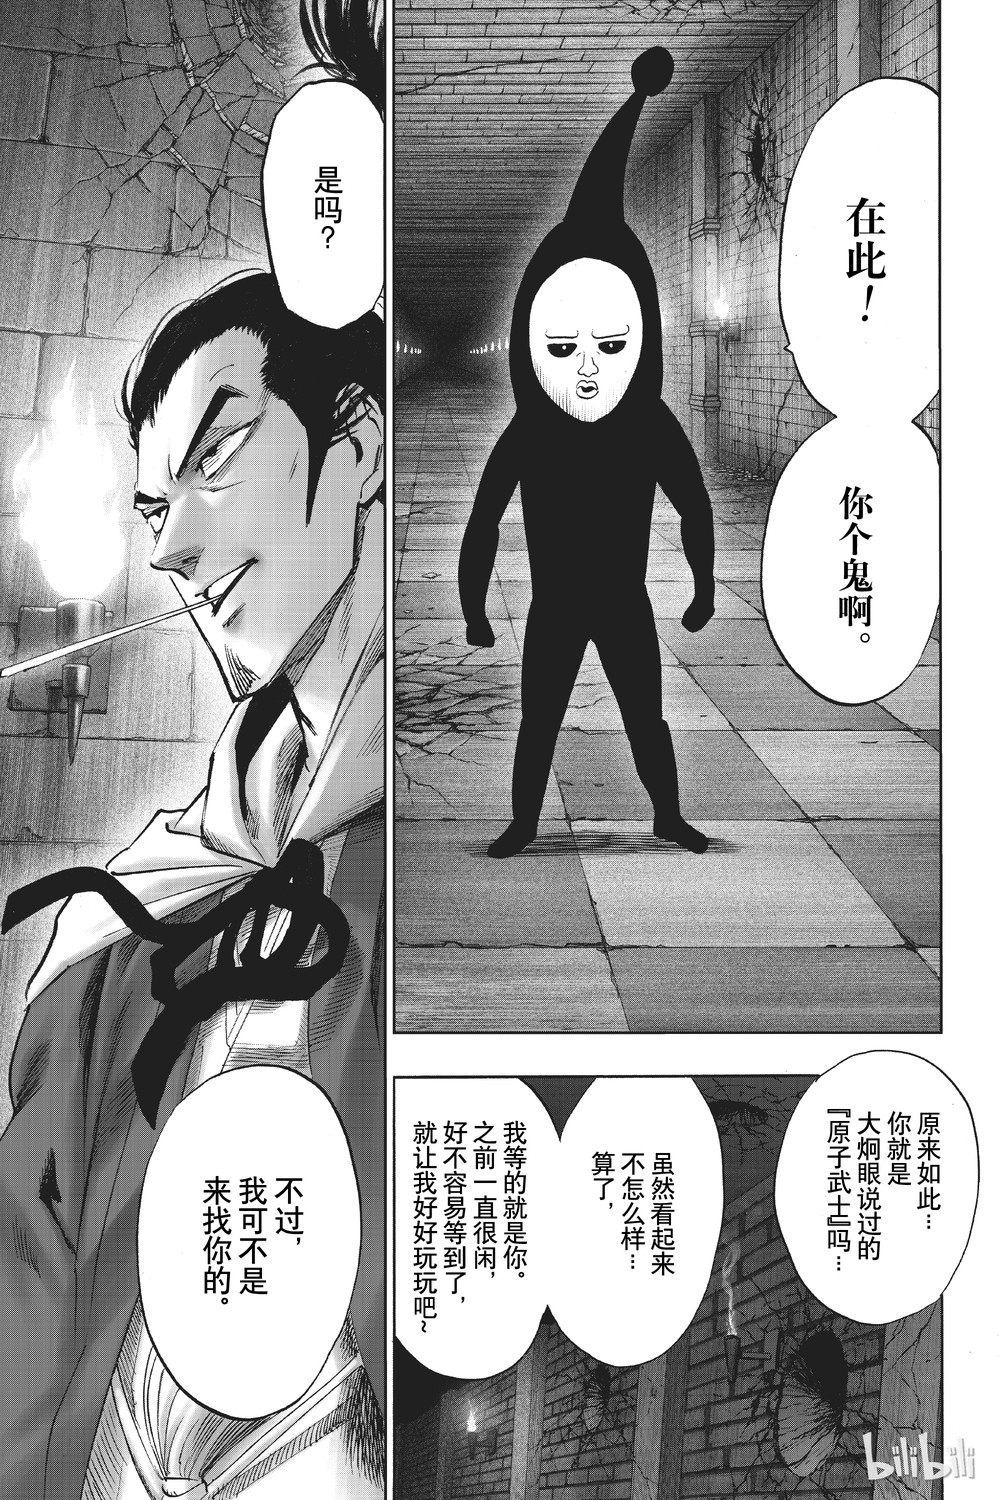 在此！
你个鬼啊。
原来如此…
你就是
大炯眼说过的
『原子武士』吗…
虽然看起来
不怎么样…
算了，
我等的就是你。
之前一直很闲，
好不容易等到了，
就让我好好玩玩吧~
是吗？
不过，
我可不是
来找你的。
bilibili